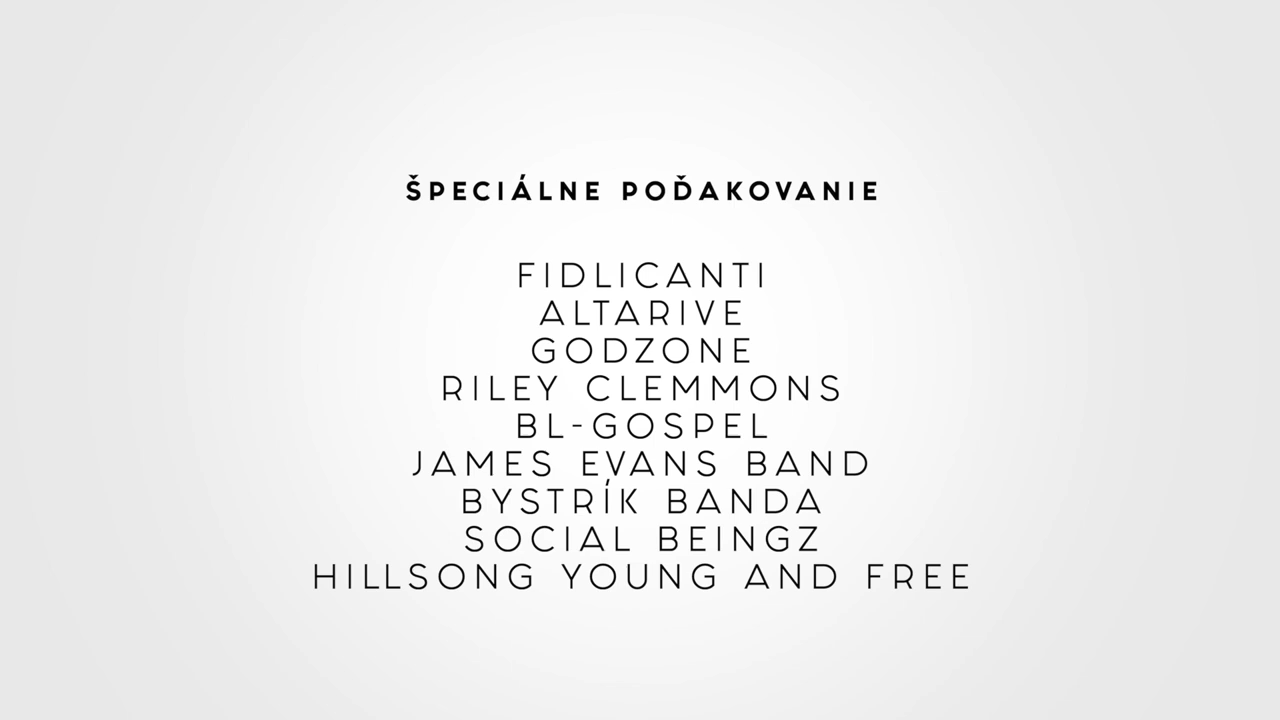 ŠPECIÁLNE POĎAKOVANIE
FIDLICANTI
ALTARIVE
GODZONE
RILEY CLEMMONS
BL-GOSPEL
JAMES EVANS BAND
BYSTRÍK BANDA
SOCIAL BEINGZ
HILLSONG YOUNG AND FREE